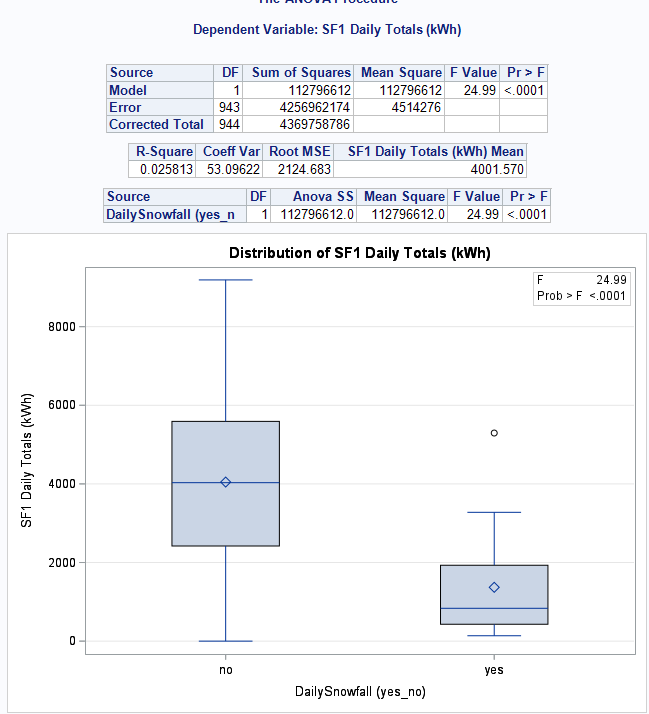 The ANOVA Procedure
Dependent Variable: SF1 Daily Totals (kWh)
Source DF Sum of Squares Mean Square F Value Pr > F
Model 1 112796612 112796612 24.99 <.0001
Error 943 4256962174 4514276
Corrected Total 944 4369758786
R-Square Coeff Var Root MSE SF1 Daily Totals (kWh) Mean
0.025813 53.09622 2124.683 4001.570
Source DF Anova SS Mean Square F Value Pr > F
DailySnowfall (yes_n 1 112796612.0 112796612.0 24.99 <.0001
Distribution of SF1 Daily Totals (kWh)
F 24.99
Prob > F <.0001
8000
6000
4000
2000
0
SF1 Daily Totals (kWh)
no yes
DailySnowfall (yes_no)